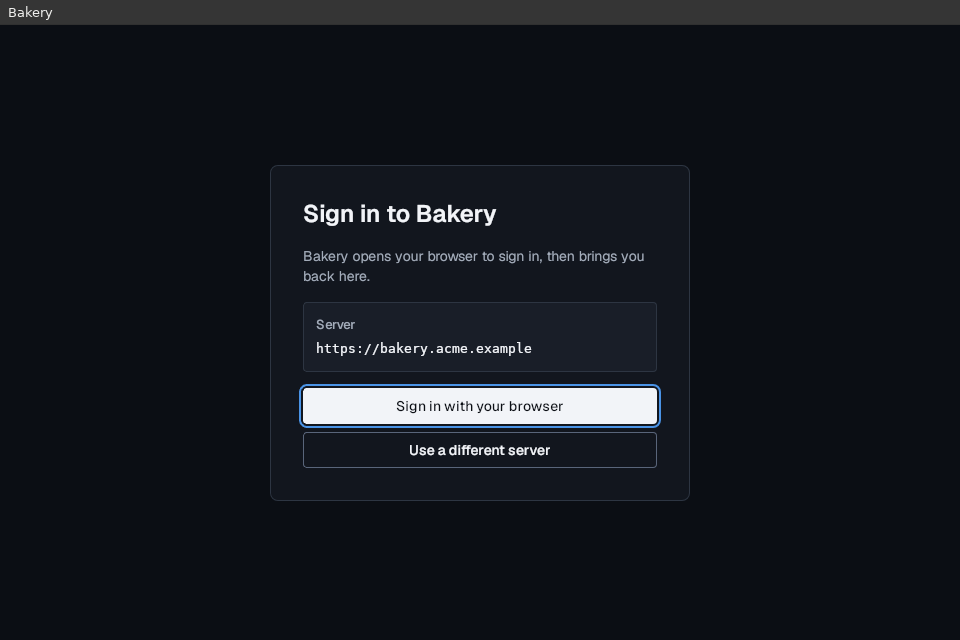 Bakery
Sign in to Bakery
Bakery opens your browser to sign in, then brings you
back here.
Server
https://bakery.acme.example
Sign in with your browser
Use a different server